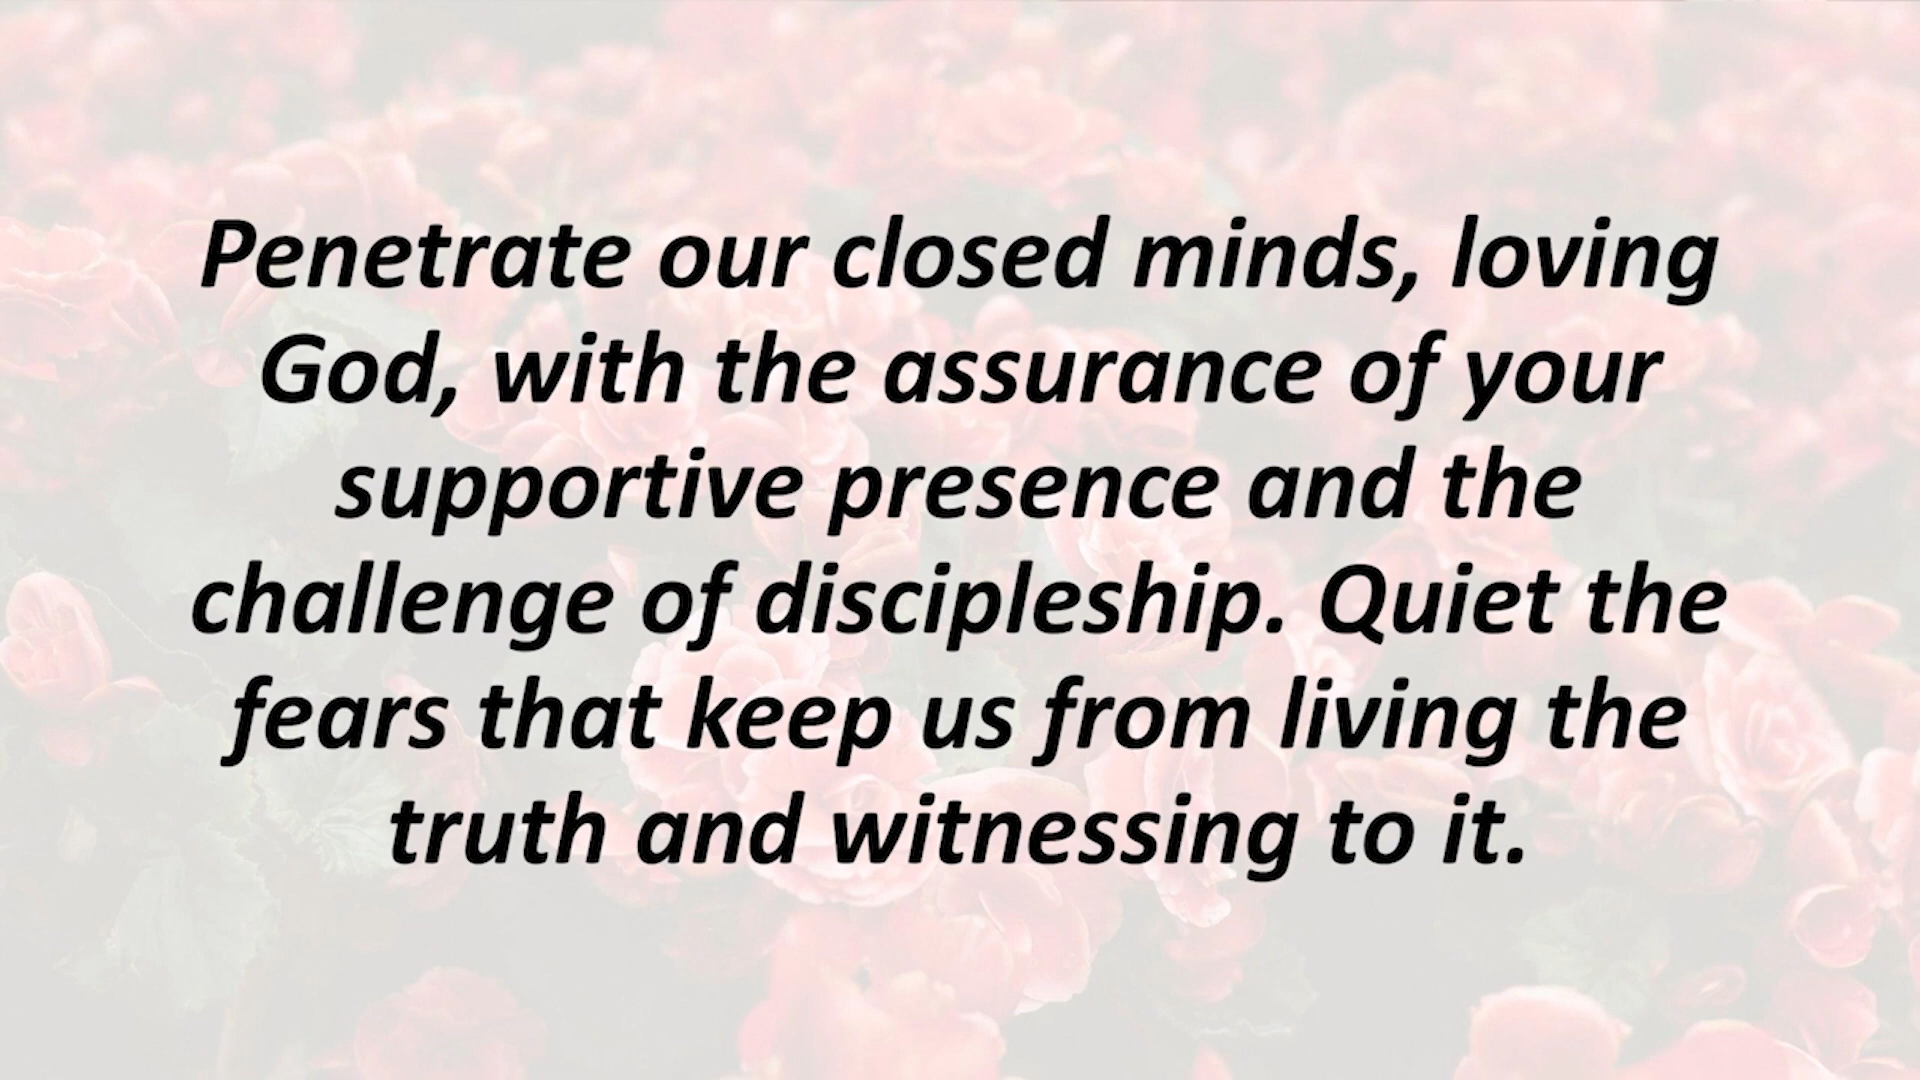 Penetrate our closed minds, loving
God, with the assurance of your
supportive presence and the
challenge of discipleship. Quiet the
fears that keep us from living the
truth and witnessing to it.